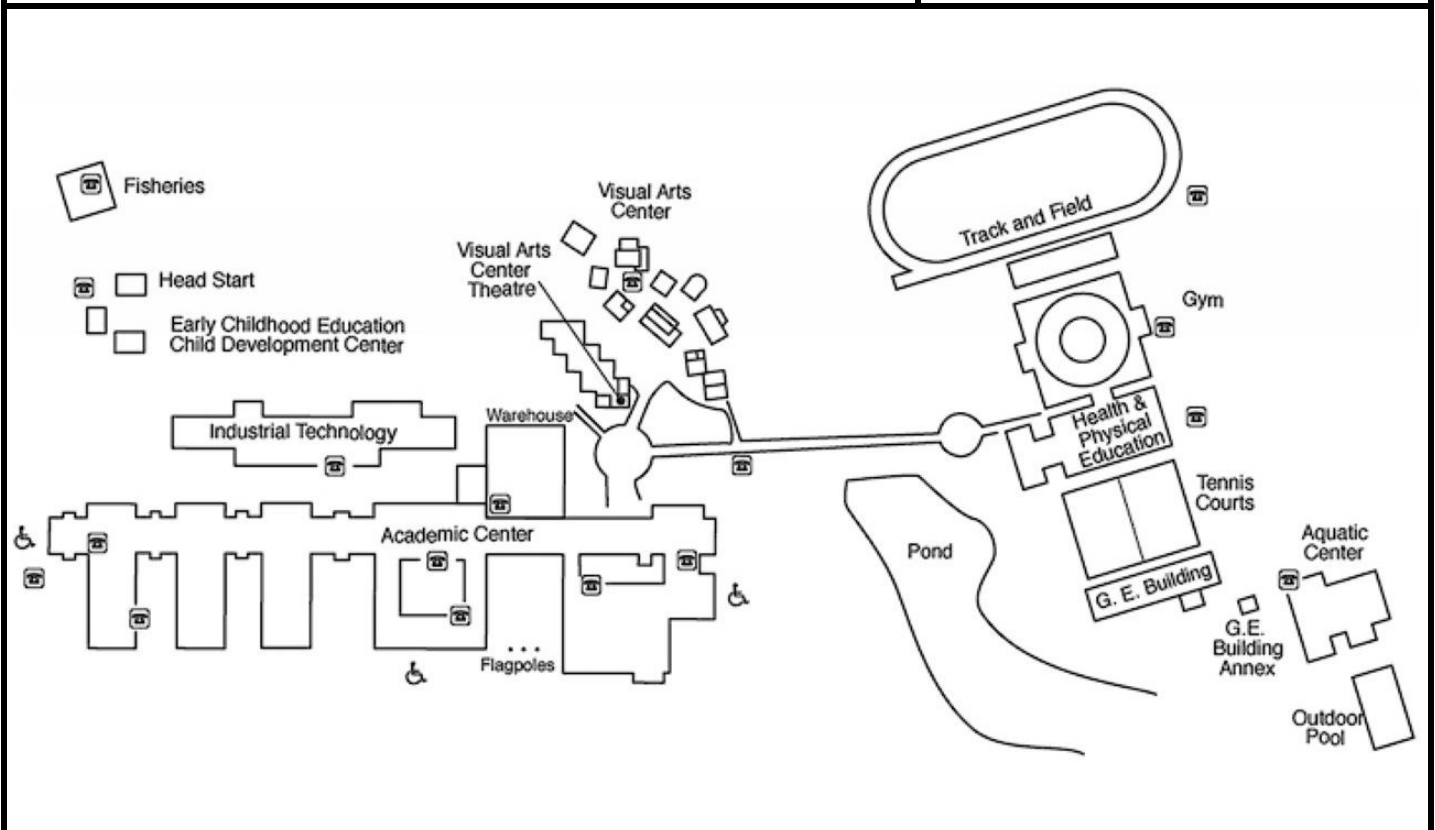 Fisheries
Visual Arts
Center
Visual Arts
Center
Theatre
Track and Field
Head Start
Gym
Early Childhood Education
Child Development Center
Warehouse
Industrial Technology
Health &
Physical
Education
Tennis
Courts
Academic Center
Pond
Aquatic
Center
G. E. Building
G.E.
Building
Annex
Flagpoles
Outdoor
Pool